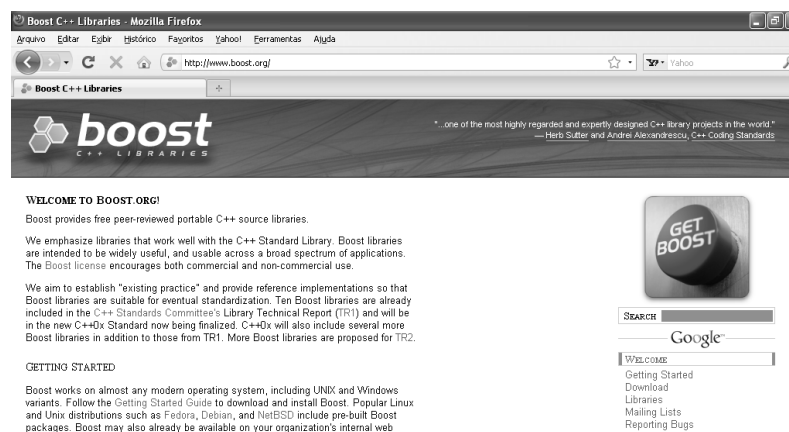 Boost C++ Libraries - Mozilla Firefox
Arquivo Editar Exibir Histórico Favoritos Yahoo! Ferramentas Ajuda
http://www.boost.org/
Yahoo
Boost C++ Libraries
boost
C++ LIBRARIES
"...one of the most highly regarded and expertly designed C++ library projects in the world."
— Herb Sutter and Andrei Alexandrescu, C++ Coding Standards
WELCOME TO BOOST.ORG!
Boost provides free peer-reviewed portable C++ source libraries.
We emphasize libraries that work well with the C++ Standard Library. Boost libraries
are intended to be widely useful, and usable across a broad spectrum of applications.
The Boost license encourages both commercial and non-commercial use.
We aim to establish "existing practice" and provide reference implementations so that
Boost libraries are suitable for eventual standardization. Ten Boost libraries are already
included in the C++ Standards Committee's Library Technical Report (TR1) and will be
in the new C++0x Standard now being finalized. C++0x will also include several more
Boost libraries in addition to those from TR1. More Boost libraries are proposed for TR2.
GETTING STARTED
Boost works on almost any modern operating system, including UNIX and Windows
variants. Follow the Getting Started Guide to download and install Boost. Popular Linux
and Unix distributions such as Fedora, Debian, and NetBSD include pre-built Boost
packages. Boost may also already be available on your organization's internal web
GET
BOOST
SEARCH
Google
WELCOME
Getting Started
Download
Libraries
Mailing Lists
Reporting Bugs